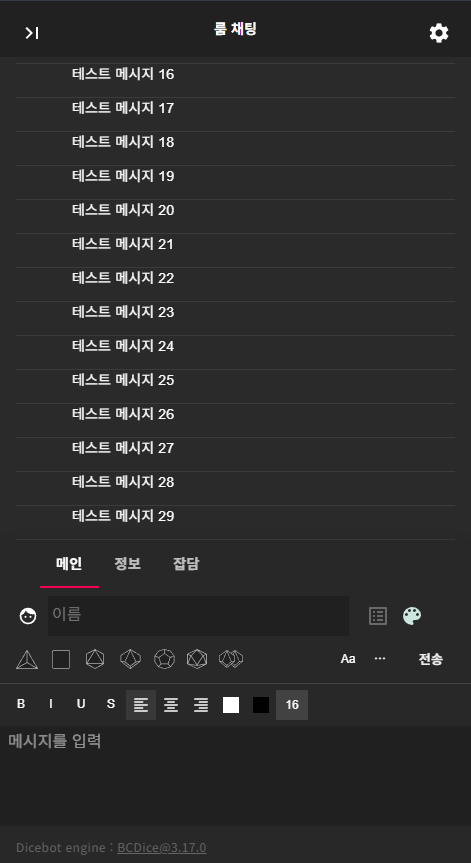 룸 채팅
테스트 메시지 16
테스트 메시지 17
테스트 메시지 18
테스트 메시지 19
테스트 메시지 20
테스트 메시지 21
테스트 메시지 22
테스트 메시지 23
테스트 메시지 24
테스트 메시지 25
테스트 메시지 26
테스트 메시지 27
테스트 메시지 28
테스트 메시지 29
메인 정보 잡담
이름
Aa ··· 전송
B I U S 16
메시지를 입력
Dicebot engine : BCDice@3.17.0